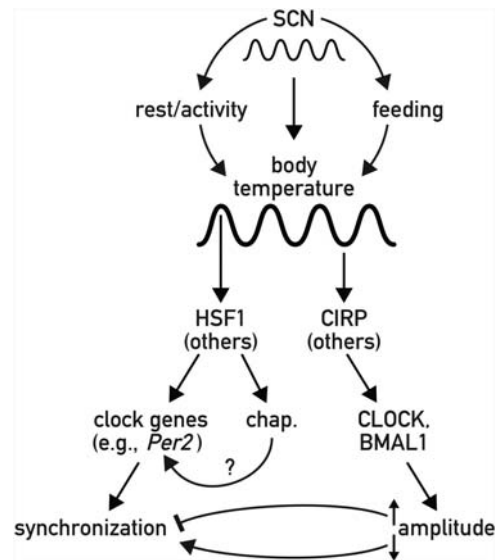 SCN
rest/activity
feeding
body
temperature
HSF1
(others)
CIRP
(others)
clock genes
(e.g., Per2)
chap.
CLOCK,
BMAL1
?
synchronization
amplitude